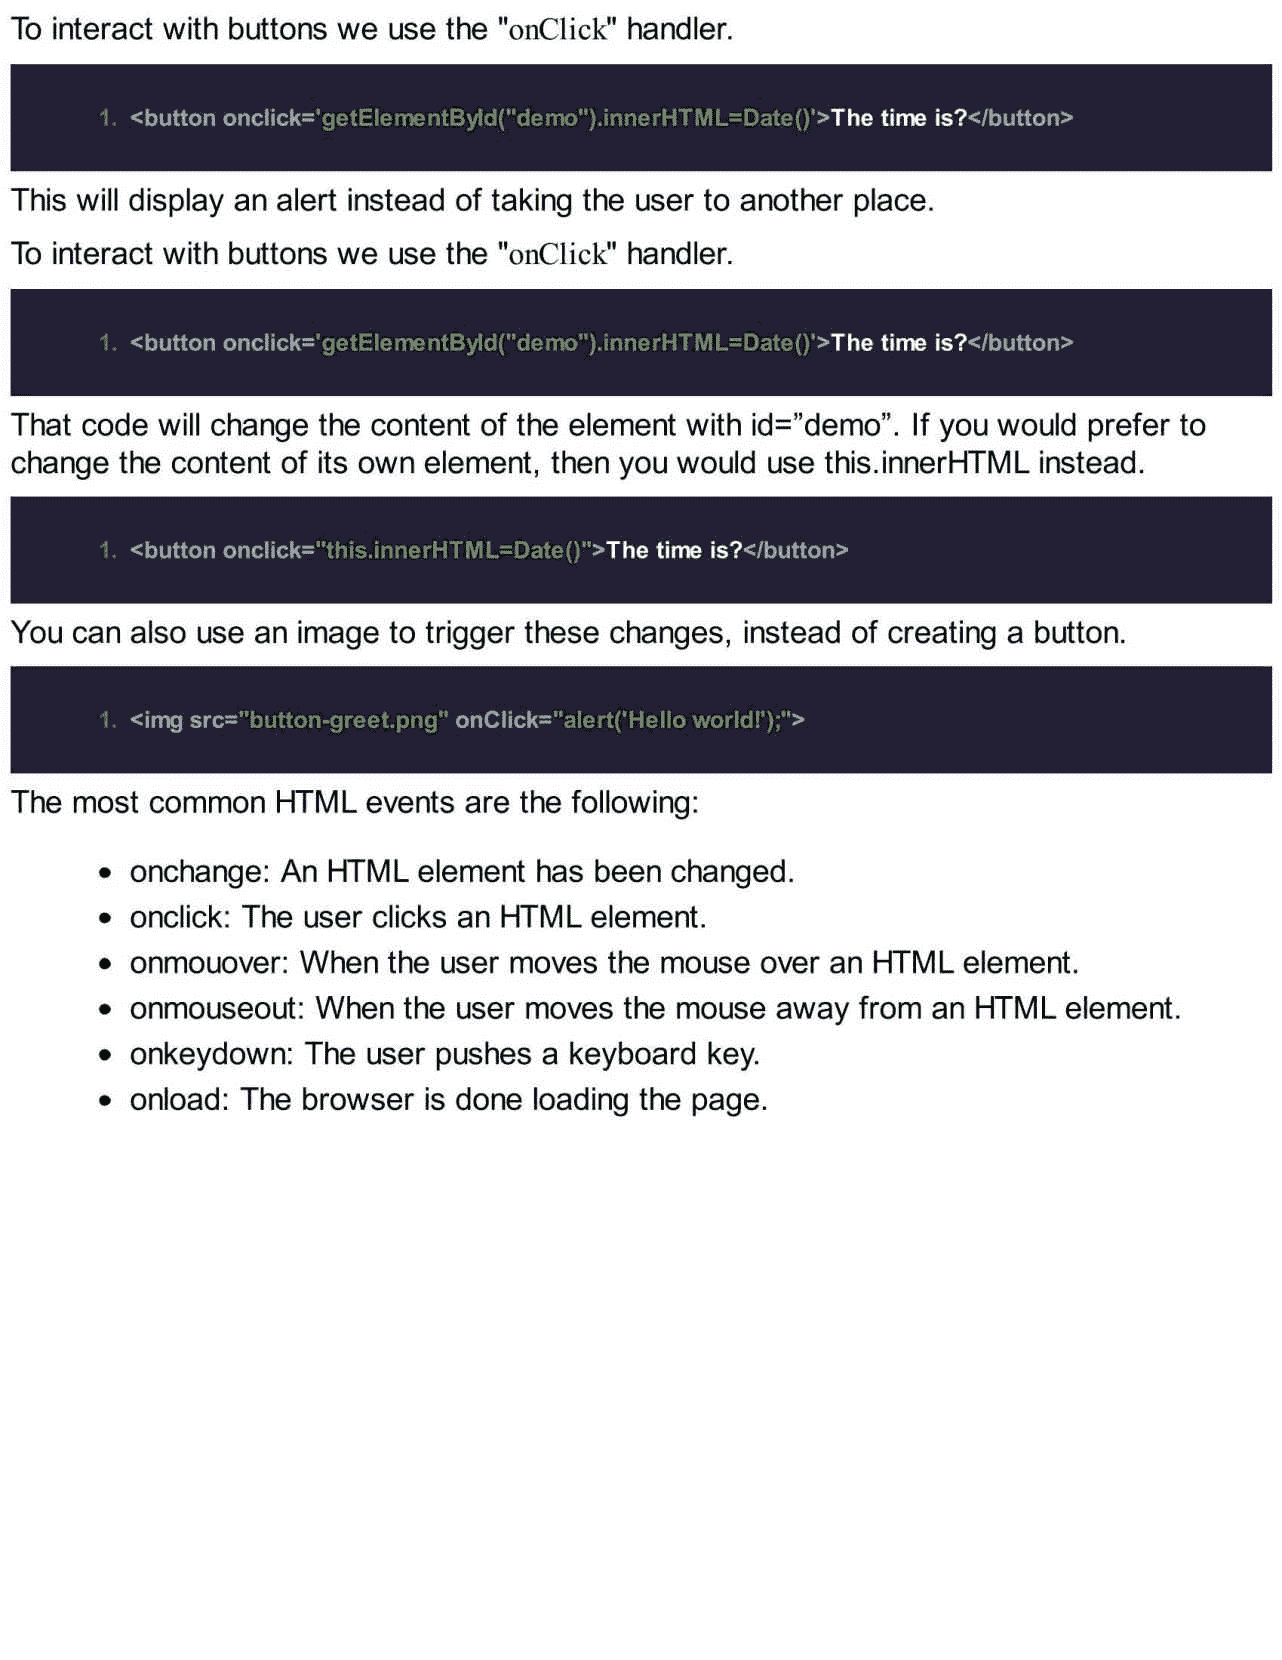 To interact with buttons we use the "onClick" handler.
1. <button onclick='getElementById("demo").innerHTML=Date()'>The time is?</button>
This will display an alert instead of taking the user to another place.
To interact with buttons we use the "onClick" handler.
1. <button onclick='getElementById("demo").innerHTML=Date()'>The time is?</button>
That code will change the content of the element with id=”demo”. If you would prefer to
change the content of its own element, then you would use this.innerHTML instead.
1. <button onclick="this.innerHTML=Date()">The time is?</button>
You can also use an image to trigger these changes, instead of creating a button.
1. <img src="button-greet.png" onClick="alert('Hello world!');">
The most common HTML events are the following:
• onchange: An HTML element has been changed.
• onclick: The user clicks an HTML element.
• onmouover: When the user moves the mouse over an HTML element.
• onmouseout: When the user moves the mouse away from an HTML element.
• onkeydown: The user pushes a keyboard key.
• onload: The browser is done loading the page.